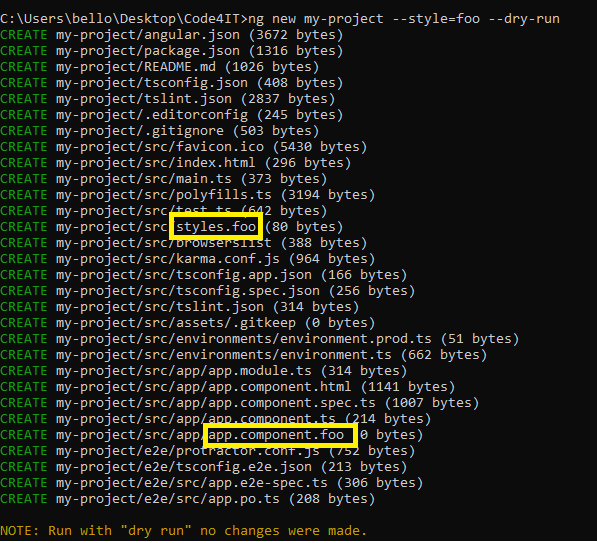 C:\Users\bello\Desktop\Code4IT>ng new my-project --style=foo --dry-run
CREATE my-project/angular.json (3672 bytes)
CREATE my-project/package.json (1316 bytes)
CREATE my-project/README.md (1026 bytes)
CREATE my-project/tsconfig.json (408 bytes)
CREATE my-project/tslint.json (2837 bytes)
CREATE my-project/.editorconfig (245 bytes)
CREATE my-project/.gitignore (503 bytes)
CREATE my-project/src/favicon.ico (5430 bytes)
CREATE my-project/src/index.html (296 bytes)
CREATE my-project/src/main.ts (373 bytes)
CREATE my-project/src/polyfills.ts (3194 bytes)
CREATE my-project/src/test.ts (642 bytes)
CREATE my-project/src/styles.foo (80 bytes)
CREATE my-project/src/browserslist (388 bytes)
CREATE my-project/src/karma.conf.js (964 bytes)
CREATE my-project/src/tsconfig.app.json (166 bytes)
CREATE my-project/src/tsconfig.spec.json (256 bytes)
CREATE my-project/src/tslint.json (314 bytes)
CREATE my-project/src/assets/.gitkeep (0 bytes)
CREATE my-project/src/environments/environment.prod.ts (51 bytes)
CREATE my-project/src/environments/environment.ts (662 bytes)
CREATE my-project/src/app/app.module.ts (314 bytes)
CREATE my-project/src/app/app.component.html (1141 bytes)
CREATE my-project/src/app/app.component.spec.ts (1007 bytes)
CREATE my-project/src/app/app.component.ts (214 bytes)
CREATE my-project/src/app/app.component.foo (0 bytes)
CREATE my-project/e2e/protractor.conf.js (752 bytes)
CREATE my-project/e2e/tsconfig.e2e.json (213 bytes)
CREATE my-project/e2e/src/app.e2e-spec.ts (306 bytes)
CREATE my-project/e2e/src/app.po.ts (208 bytes)
NOTE: Run with "dry run" no changes were made.